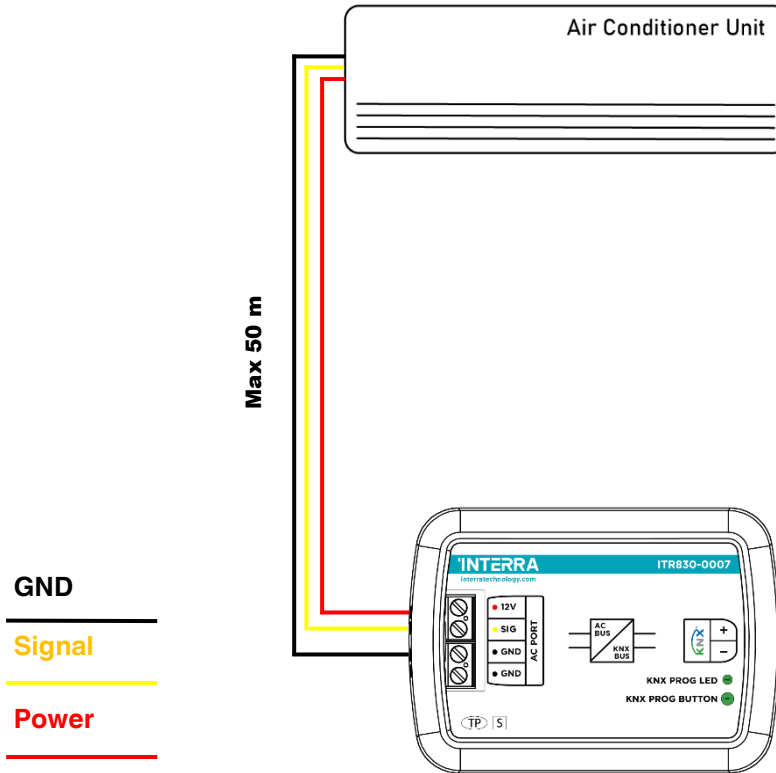 Air Conditioner Unit
Max 50 m
GND
Signal
Power
INTERRA
interratechnology.com
ITR830-0007
12V
SIG
GND
GND
AC PORT
AC
BUS
KNX
BUS
KNX
+
−
KNX PROG LED
KNX PROG BUTTON
TP
S